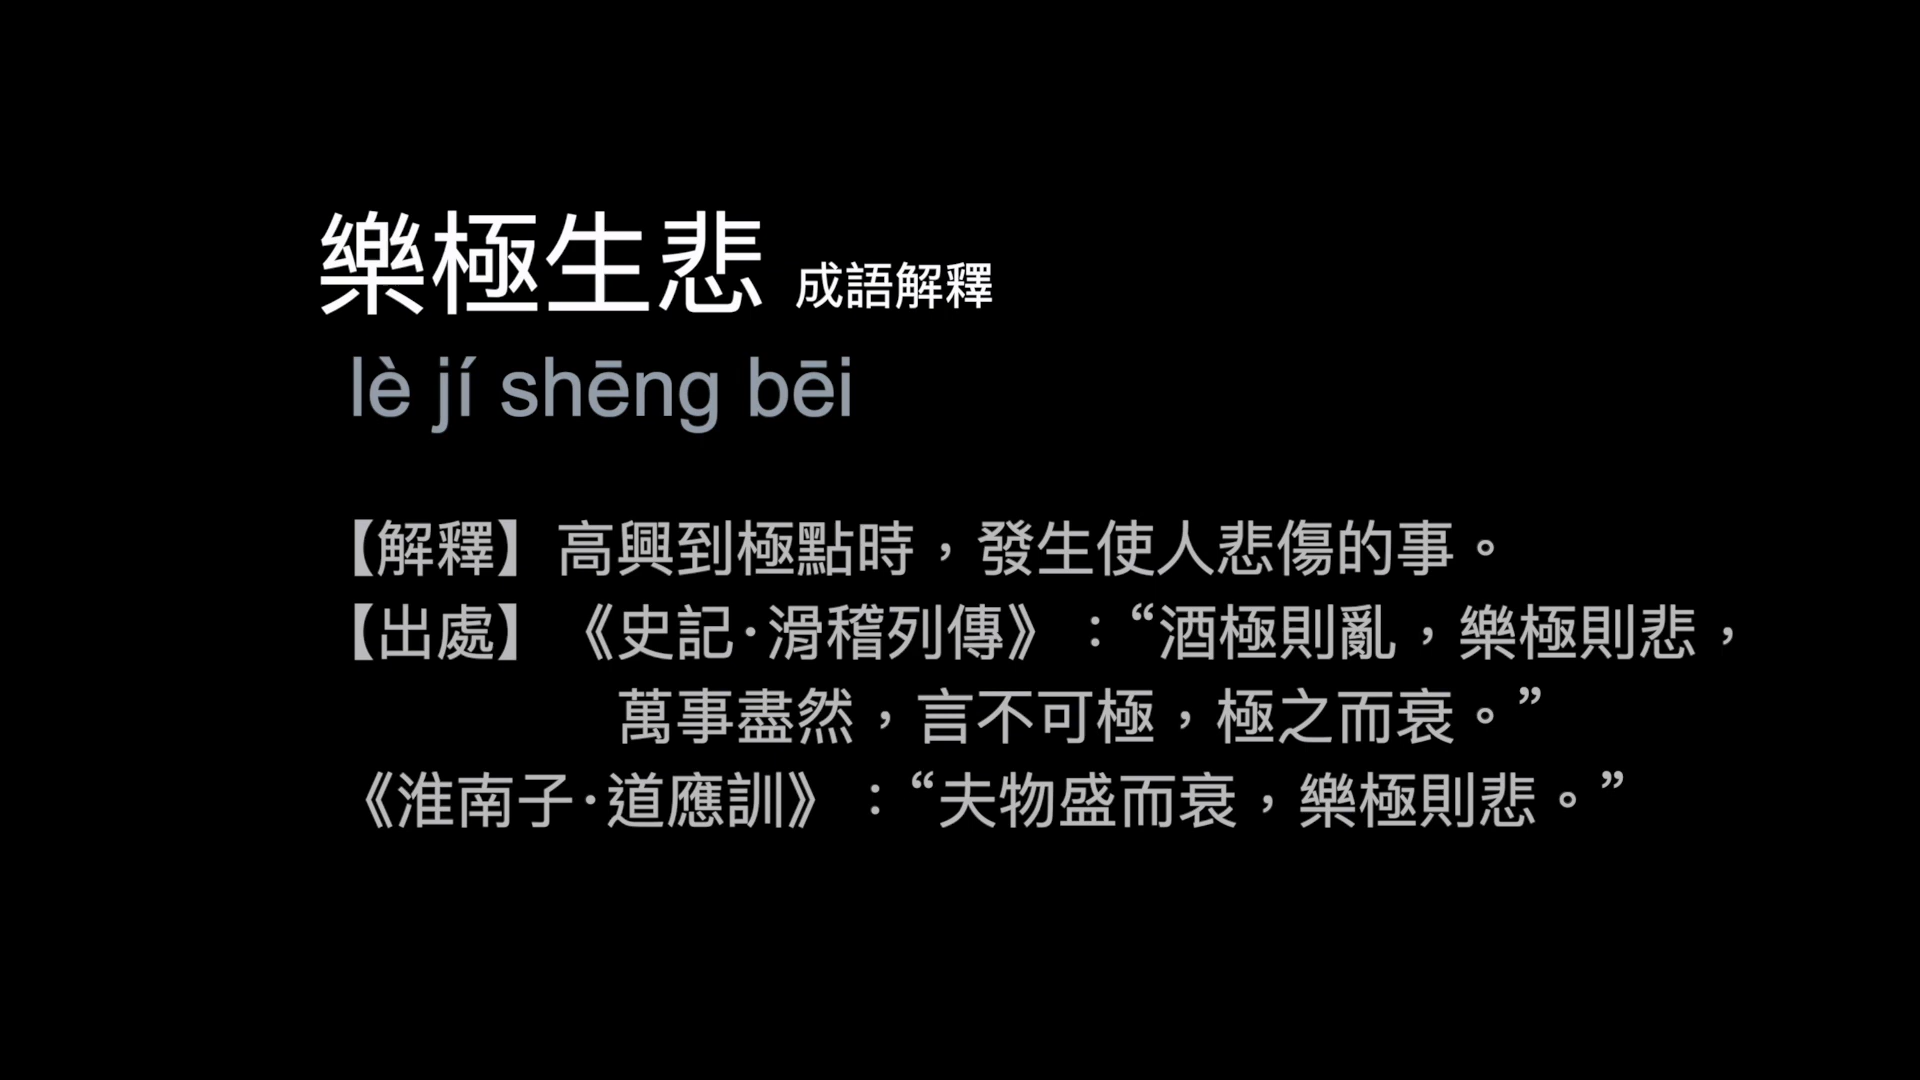 樂極生悲 成語解釋
lè jí shēng bēi
【解釋】高興到極點時，發生使人悲傷的事。
【出處】《史記·滑稽列傳》：“酒極則亂，樂極則悲，
萬事盡然，言不可極，極之而衰。”
《淮南子·道應訓》：“夫物盛而衰，樂極則悲。”